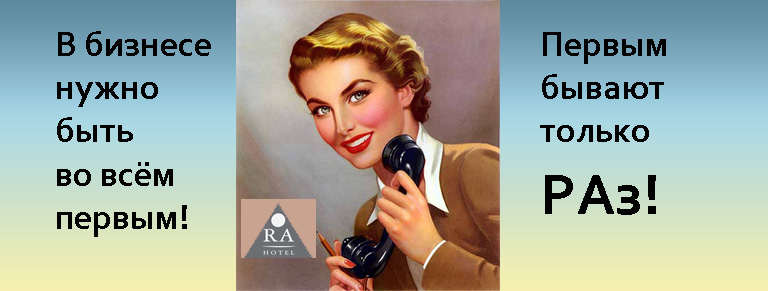 В бизнесе
нужно
быть
во всём
первым!
RA
HOTEL
Первым
бывают
только
РАз!